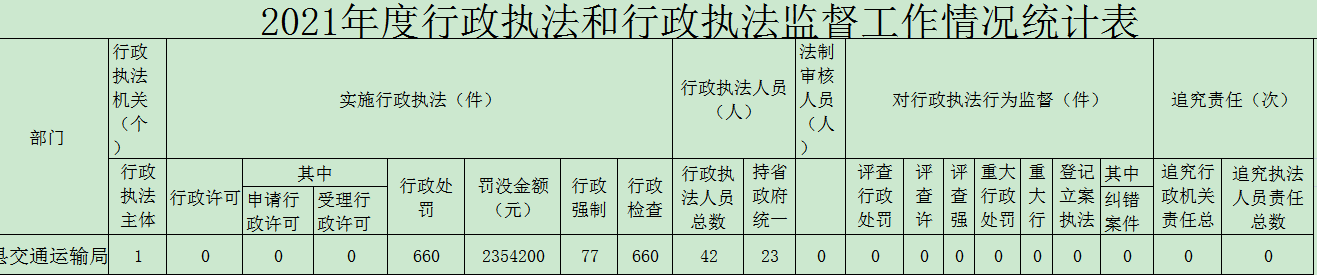 2021年度行政执法和行政执法监督工作情况统计表
部门
行政
执法
机关
（个
）
实施行政执法（件）
行政执法人员
（人）
法制
审核
人员
（人
）
对行政执法行为监督（件）
追究责任（次）
行政
执法
主体
行政许可
其中
申请行
政许可
受理行
政许可
行政处
罚
罚没金额
（元）
行政
强制
行政
检查
行政执
法人员
总数
持省
政府
统一
评查
行政
处罚
评
查
许
评
查
强
重大
行政
处罚
重
大
行
登记
立案
执法
其中
纠错
案件
追究行
政机关
责任总
追究执法
人员责任
总数
县交通运输局 1 0 0 0 660 2354200 77 660 42 23 0 0 0 0 0 0 0 0 0 0